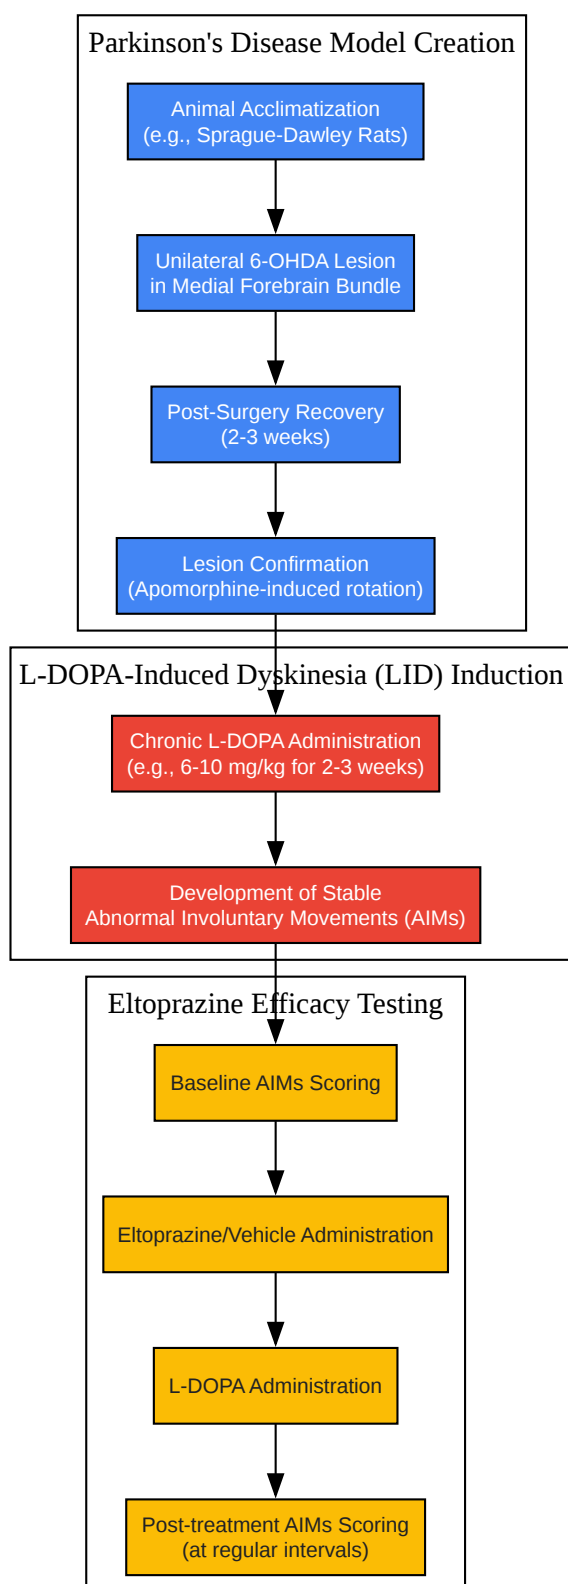 Parkinson's Disease Model Creation
Animal Acclimatization
(e.g., Sprague-Dawley Rats)
Unilateral 6-OHDA Lesion
in Medial Forebrain Bundle
Post-Surgery Recovery
(2-3 weeks)
Lesion Confirmation
(Apomorphine-induced rotation)
L-DOPA-Induced Dyskinesia (LID) Induction
Chronic L-DOPA Administration
(e.g., 6-10 mg/kg for 2-3 weeks)
Development of Stable
Abnormal Involuntary Movements (AIMs)
Eltoprazine Efficacy Testing
Baseline AIMs Scoring
Eltoprazine/Vehicle Administration
L-DOPA Administration
Post-treatment AIMs Scoring
(at regular intervals)